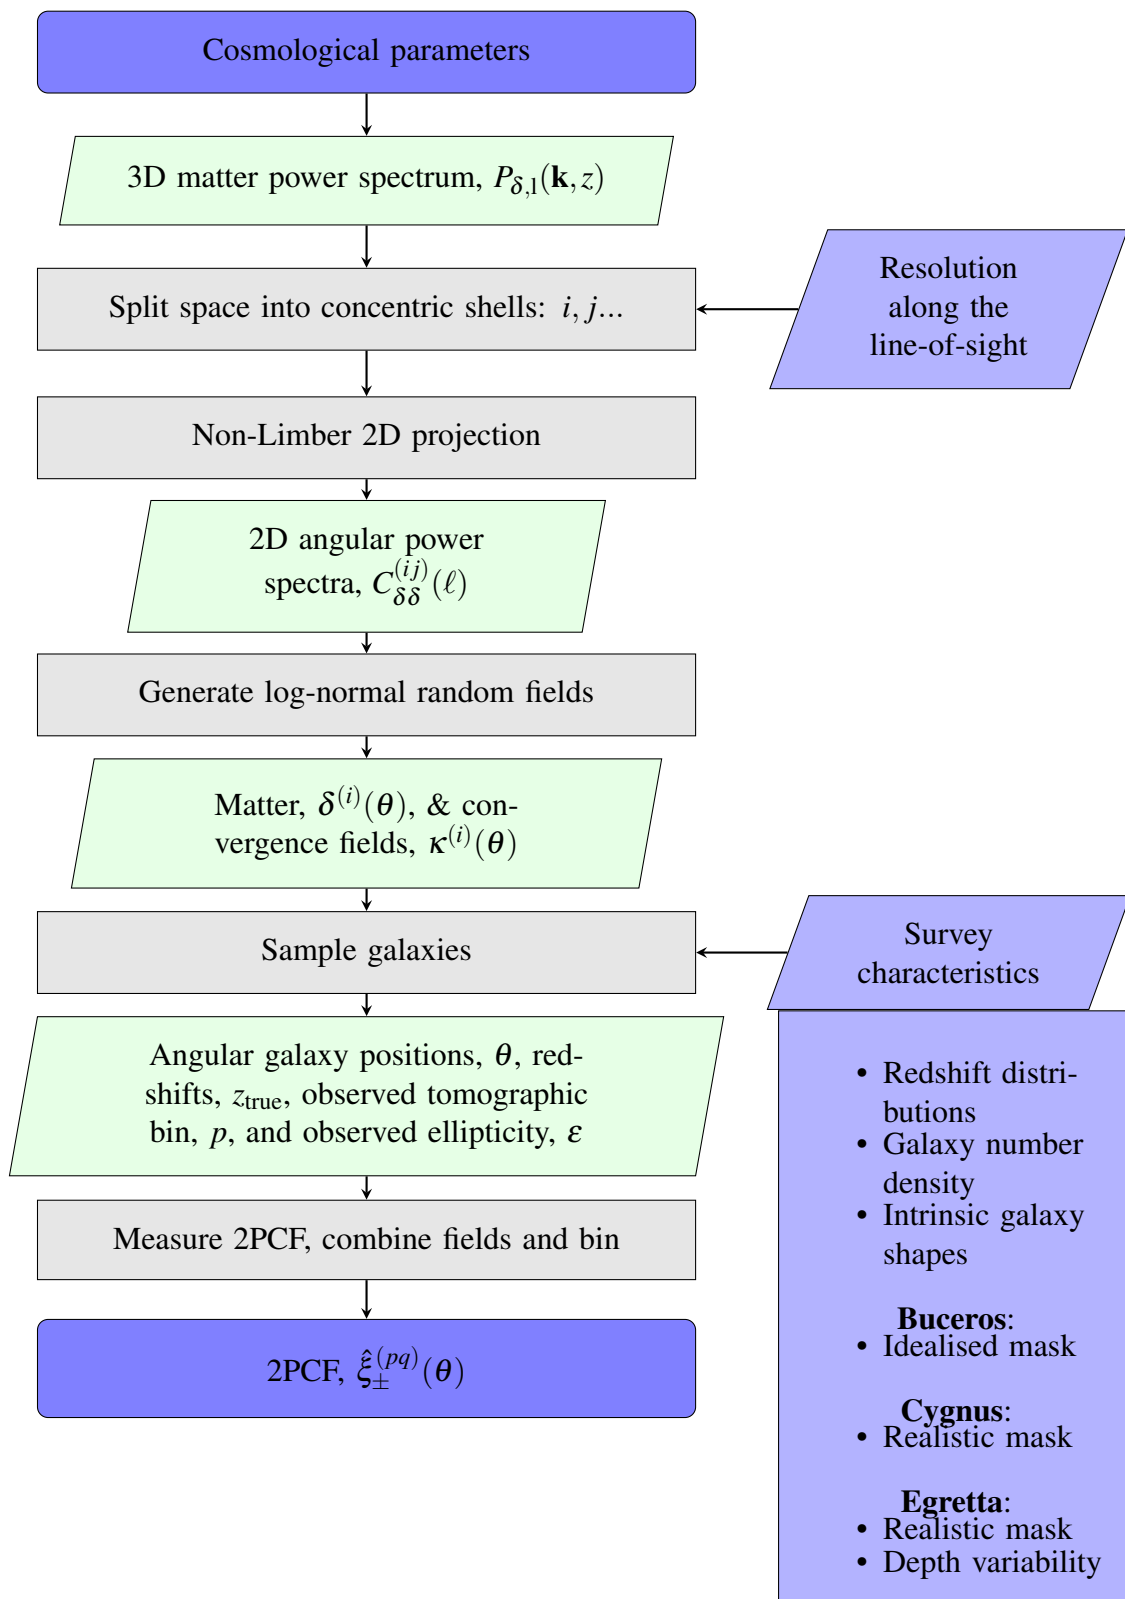 Cosmological parameters
3D matter power spectrum, P_{δ,l}(𝐤, z)
Split space into concentric shells: i, j...
Resolution
along the
line-of-sight
Non-Limber 2D projection
2D angular power
spectra, C_{δδ}^{(ij)}(ℓ)
Generate log-normal random fields
Matter, δ^{(i)}(θ), & con-
vergence fields, κ^{(i)}(θ)
Sample galaxies
Survey
characteristics
Angular galaxy positions, θ, red-
shifts, z_{true}, observed tomographic
bin, p, and observed ellipticity, ε
Measure 2PCF, combine fields and bin
2PCF, ξ̂_±^{(pq)}(θ)
• Redshift distri-
butions
• Galaxy number
density
• Intrinsic galaxy
shapes
Buceros:
• Idealised mask
Cygnus:
• Realistic mask
Egretta:
• Realistic mask
• Depth variability